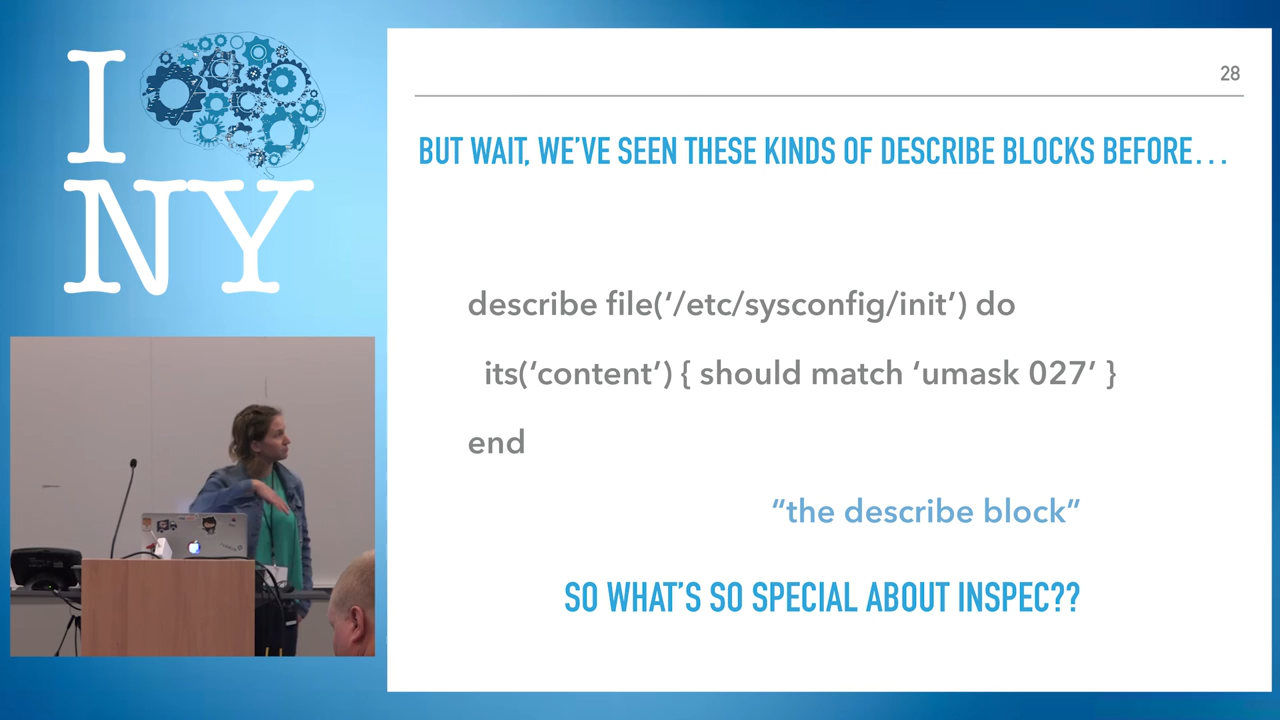 I
NY
28
BUT WAIT, WE’VE SEEN THESE KINDS OF DESCRIBE BLOCKS BEFORE…
describe file(‘/etc/sysconfig/init’) do
its(‘content’) { should match ‘umask 027’ }
end
“the describe block”
SO WHAT’S SO SPECIAL ABOUT INSPEC??